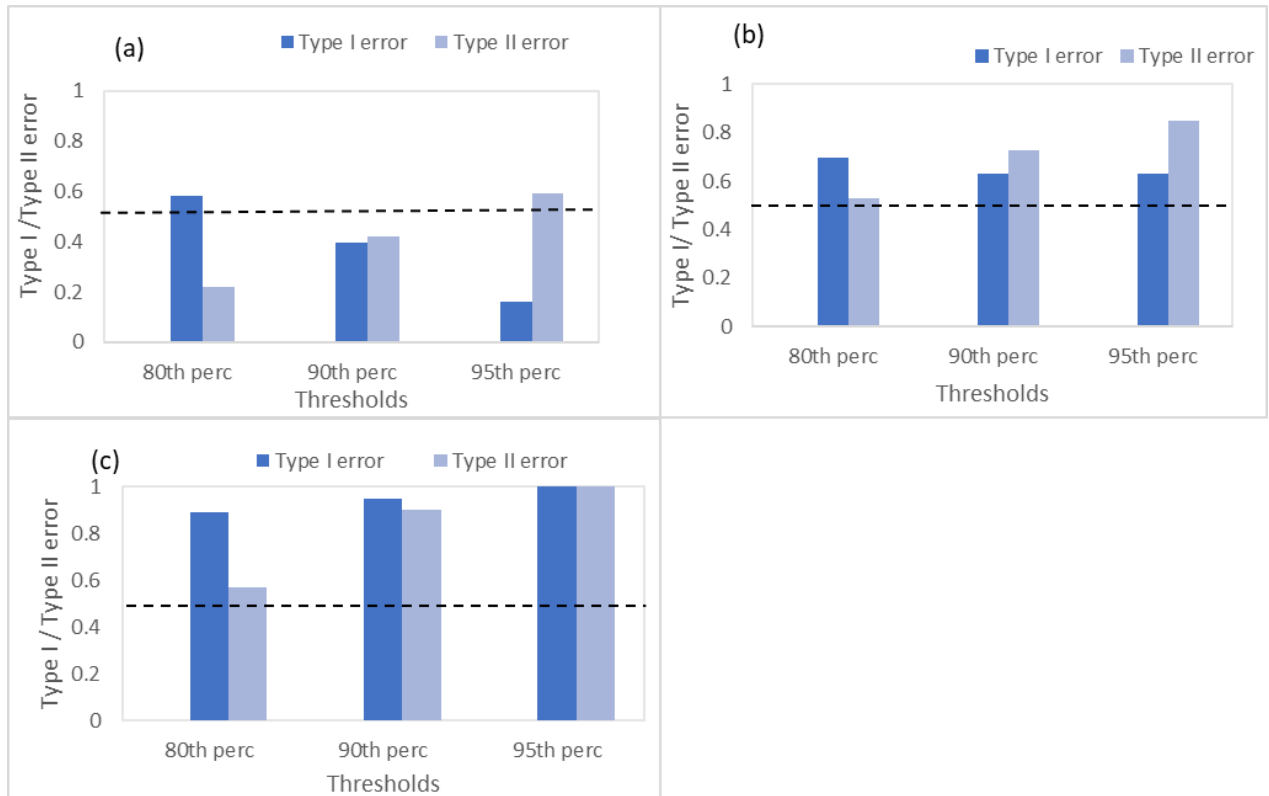 (a)
Type I error Type II error
Type I /Type II error
1
0.8
0.6
0.4
0.2
0
80th perc 90th perc 95th perc
Thresholds
(b)
Type I error Type II error
Type I/ Type II error
1
0.8
0.6
0.4
0.2
0
80th perc 90th perc 95th perc
Thresholds
(c)
Type I error Type II error
Type I / Type II error
1
0.8
0.6
0.4
0.2
0
80th perc 90th perc 95th perc
Thresholds